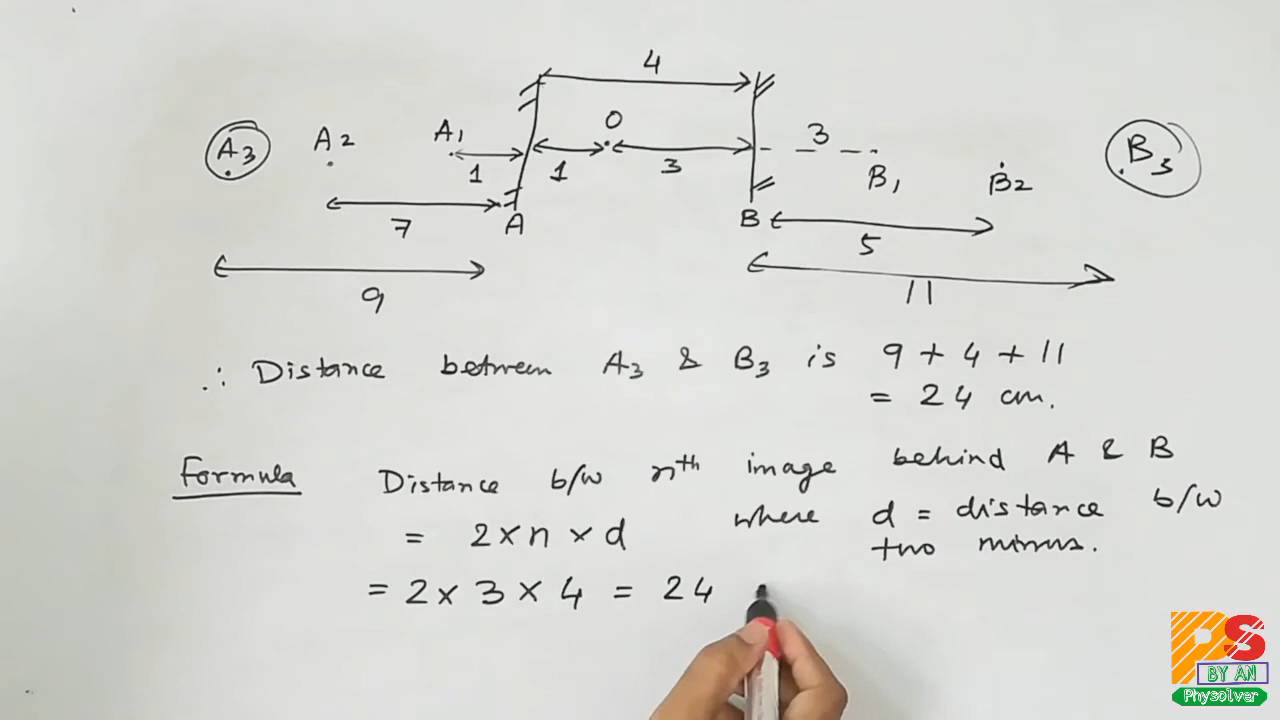 4
A3 A2 A1 O 3 B3
1 1 3 B1 B2
7 A B 5
9 11
∴ Distance between A3 & B3 is 9 + 4 + 11
= 24 cm.
Formula Distance b/w nth image behind A & B
= 2 x n x d where d = distance b/w
two mirrors.
= 2 x 3 x 4 = 24
PS
BY AN
Physolver